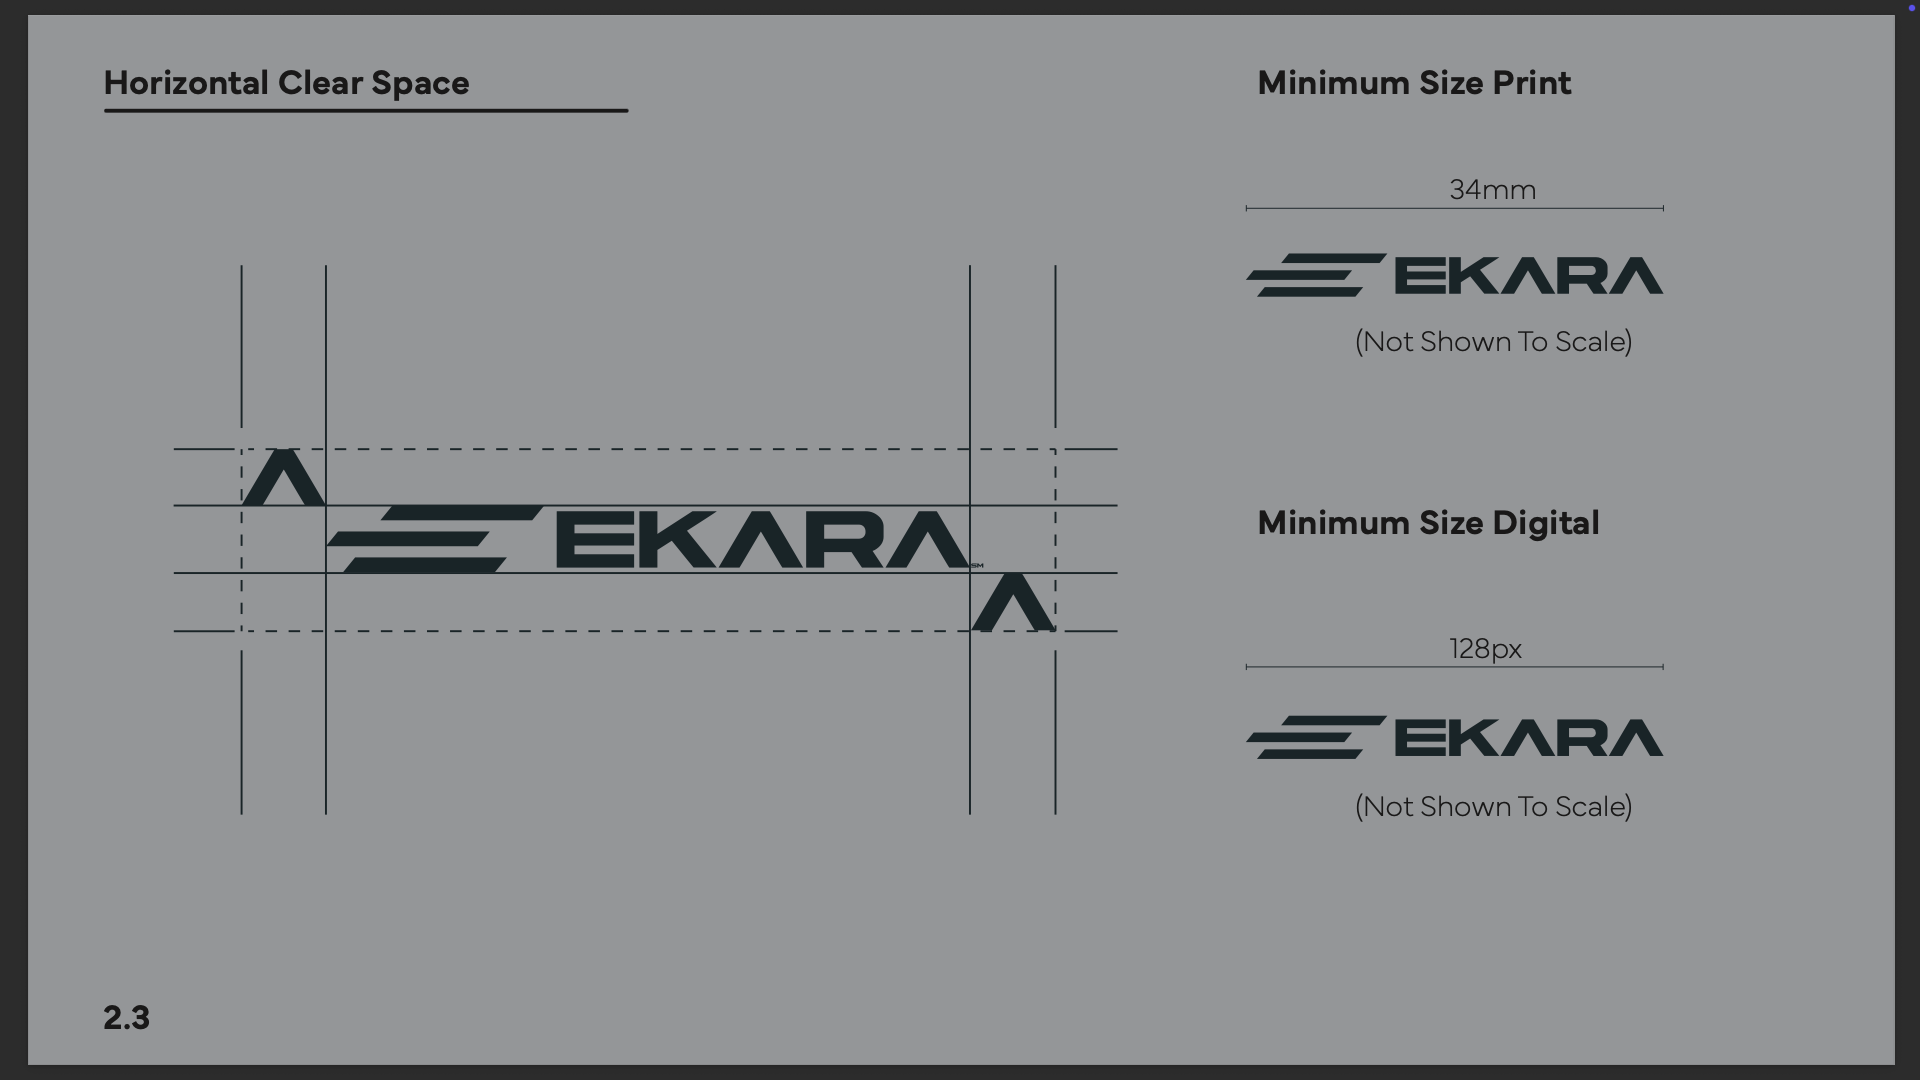 Horizontal Clear Space
EKARA
SM
Minimum Size Print
34mm
EKARA
(Not Shown To Scale)
Minimum Size Digital
128px
EKARA
(Not Shown To Scale)
2.3